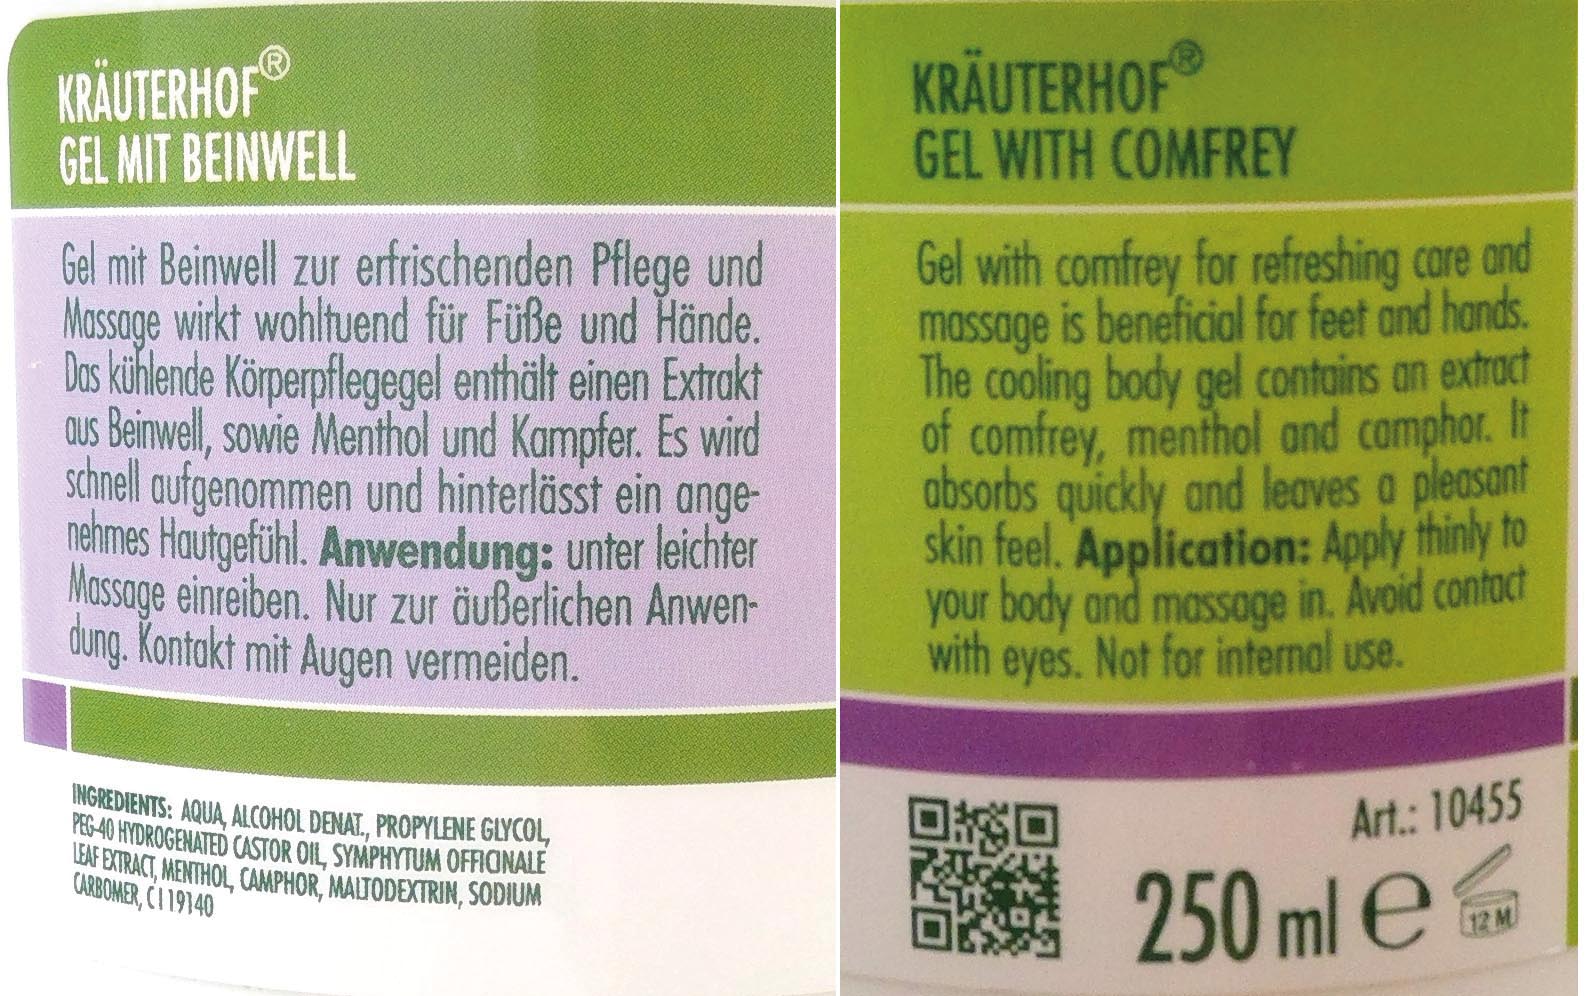 KRÄUTERHOF®
GEL MIT BEINWELL
Gel mit Beinwell zur erfrischenden Pflege und
Massage wirkt wohltuend für Füße und Hände.
Das kühlende Körperpflegegel enthält einen Extrakt
aus Beinwell, sowie Menthol und Kampfer. Es wird
schnell aufgenommen und hinterlässt ein ange-
nehmes Hautgefühl. Anwendung: unter leichter
Massage einreiben. Nur zur äußerlichen Anwen-
dung. Kontakt mit Augen vermeiden.
INGREDIENTS: AQUA, ALCOHOL DENAT., PROPYLENE GLYCOL,
PEG-40 HYDROGENATED CASTOR OIL, SYMPHYTUM OFFICINALE
LEAF EXTRACT, MENTHOL, CAMPHOR, MALTODEXTRIN, SODIUM
CARBOMER, C I 19140
KRÄUTERHOF®
GEL WITH COMFREY
Gel with comfrey for refreshing care and
massage is beneficial for feet and hands.
The cooling body gel contains an extract
of comfrey, menthol and camphor. It
absorbs quickly and leaves a pleasant
skin feel. Application: Apply thinly to
your body and massage in. Avoid contact
with eyes. Not for internal use.
Art.: 10455
250 ml e
12 M